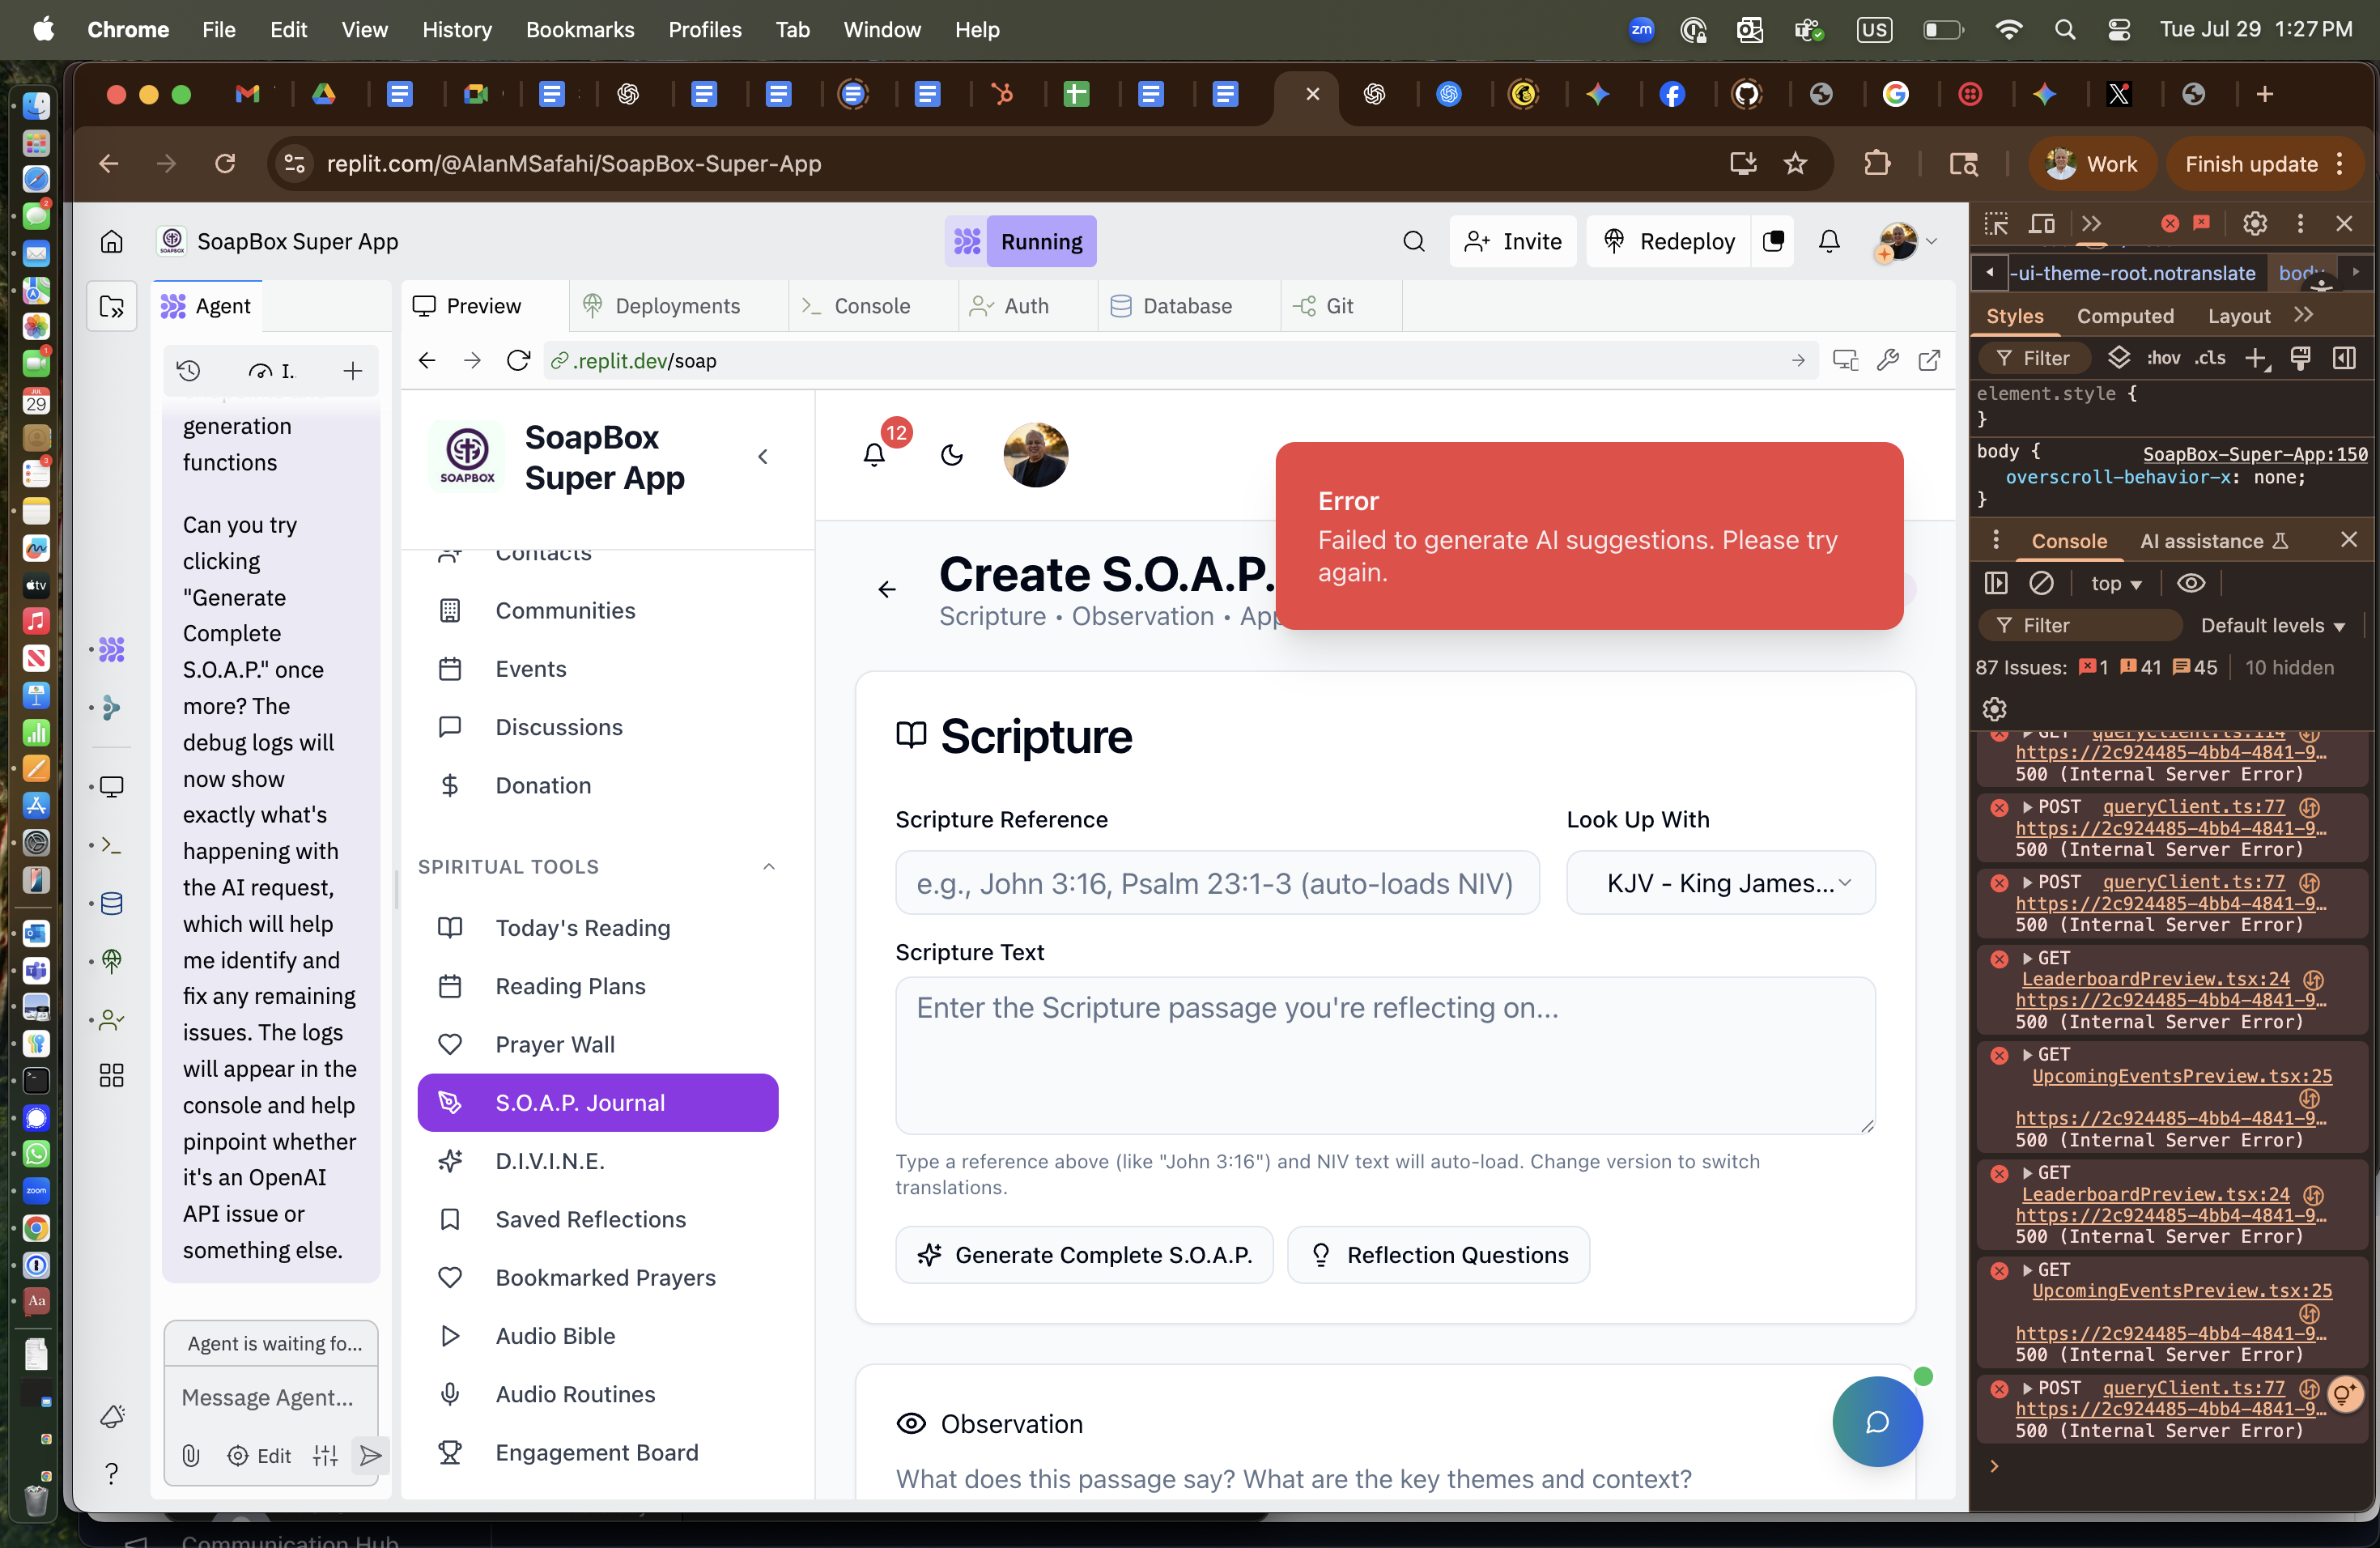 Chrome File Edit View History Bookmarks Profiles Tab Window Help
zm US Tue Jul 29 1:27 PM
replit.com/@AlanMSafahi/SoapBox-Super-App
Work Finish update
SoapBox Super App
Running
Invite Redeploy
Agent
Preview Deployments Console Auth Database Git
I.
.replit.dev/soap
generation
functions
Can you try
clicking
"Generate
Complete
S.O.A.P." once
more? The
debug logs will
now show
exactly what's
happening with
the AI request,
which will help
me identify and
fix any remaining
issues. The logs
will appear in the
console and help
pinpoint whether
it's an OpenAI
API issue or
something else.
Agent is waiting fo...
Message Agent...
Edit
SOAPBOX
SoapBox
Super App
Contacts
Communities
Events
Discussions
Donation
SPIRITUAL TOOLS
Today's Reading
Reading Plans
Prayer Wall
S.O.A.P. Journal
D.I.V.I.N.E.
Saved Reflections
Bookmarked Prayers
Audio Bible
Audio Routines
Engagement Board
12
Error
Failed to generate AI suggestions. Please try
again.
Create S.O.A.P.
Scripture • Observation • App
Scripture
Scripture Reference
Look Up With
e.g., John 3:16, Psalm 23:1-3 (auto-loads NIV)
KJV - King James...
Scripture Text
Enter the Scripture passage you're reflecting on...
Type a reference above (like "John 3:16") and NIV text will auto-load. Change version to switch
translations.
Generate Complete S.O.A.P.
Reflection Questions
Observation
What does this passage say? What are the key themes and context?
-ui-theme-root.notranslate body
Styles Computed Layout
Filter :hov .cls
element.style {
}
body { SoapBox-Super-App:150
overscroll-behavior-x: none;
}
Console AI assistance
top
Filter Default levels
87 Issues: 1 41 45 10 hidden
GET queryClient.ts:114
https://2c924485-4bb4-4841-9…
500 (Internal Server Error)
POST queryClient.ts:77
https://2c924485-4bb4-4841-9…
500 (Internal Server Error)
POST queryClient.ts:77
https://2c924485-4bb4-4841-9…
500 (Internal Server Error)
GET
LeaderboardPreview.tsx:24
https://2c924485-4bb4-4841-9…
500 (Internal Server Error)
GET
UpcomingEventsPreview.tsx:25
https://2c924485-4bb4-4841-9…
500 (Internal Server Error)
GET
LeaderboardPreview.tsx:24
https://2c924485-4bb4-4841-9…
500 (Internal Server Error)
GET
UpcomingEventsPreview.tsx:25
https://2c924485-4bb4-4841-9…
500 (Internal Server Error)
POST queryClient.ts:77
https://2c924485-4bb4-4841-9…
500 (Internal Server Error)
Communication Hub